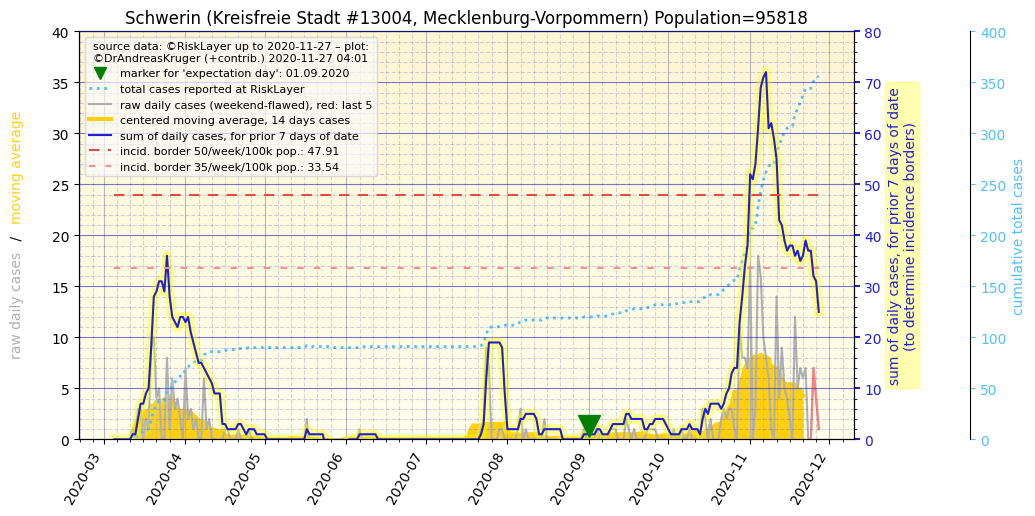 Schwerin (Kreisfreie Stadt #13004, Mecklenburg-Vorpommern) Population=95818
source data: ©RiskLayer up to 2020-11-27 – plot:
©DrAndreasKruger (+contrib.) 2020-11-27 04:01
marker for 'expectation day': 01.09.2020
total cases reported at RiskLayer
raw daily cases (weekend-flawed), red: last 5
centered moving average, 14 days cases
sum of daily cases, for prior 7 days of date
incid. border 50/week/100k pop.: 47.91
incid. border 35/week/100k pop.: 33.54
raw daily cases / moving average
40
35
30
25
20
15
10
5
0
80
70
60
50
40
30
20
10
0
sum of daily cases, for prior 7 days of date
(to determine incidence borders)
400
350
300
250
200
150
100
50
0
cumulative total cases
2020-03
2020-04
2020-05
2020-06
2020-07
2020-08
2020-09
2020-10
2020-11
2020-12